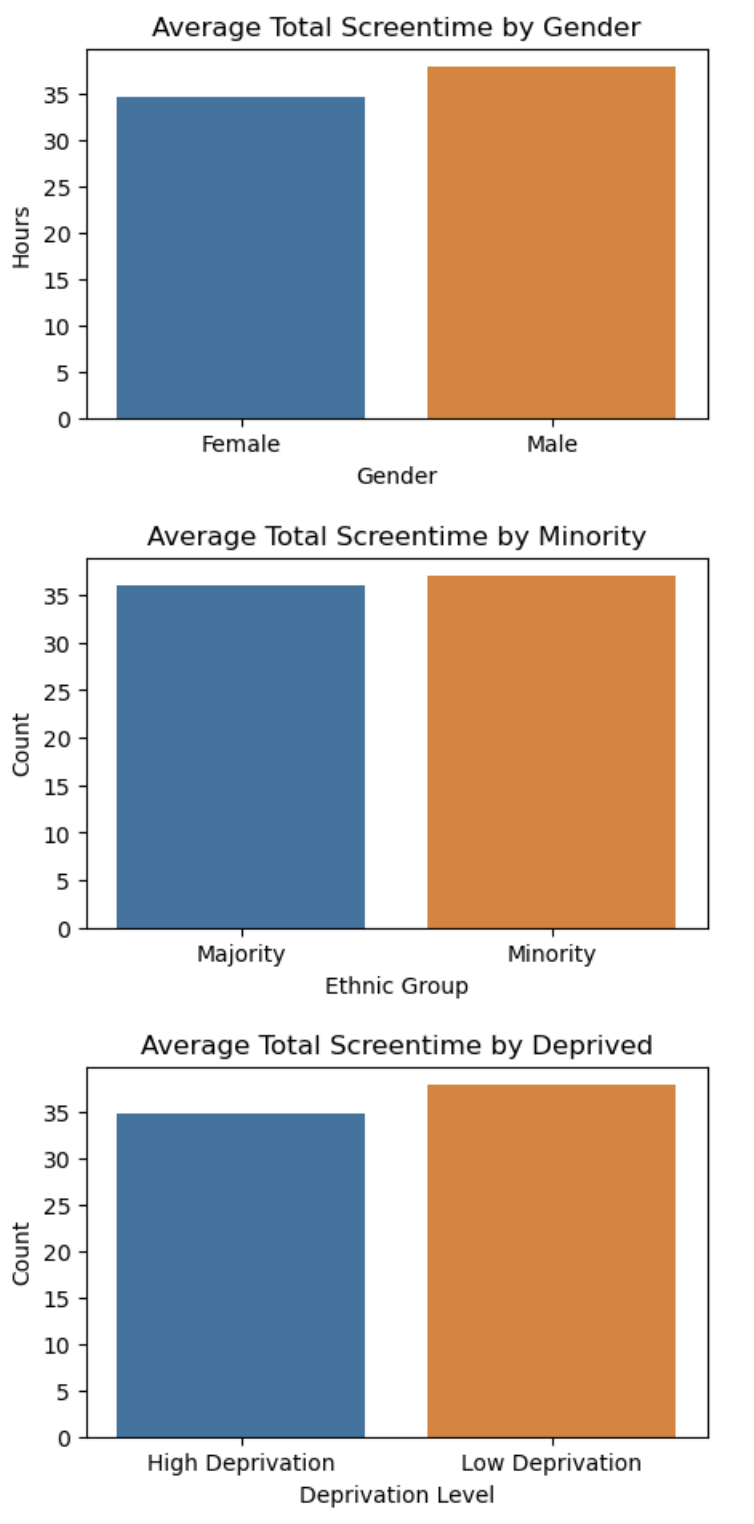 Average Total Screentime by Gender
Hours
35
30
25
20
15
10
5
0
Female Male
Gender
Average Total Screentime by Minority
Count
35
30
25
20
15
10
5
0
Majority Minority
Ethnic Group
Average Total Screentime by Deprived
Count
35
30
25
20
15
10
5
0
High Deprivation Low Deprivation
Deprivation Level